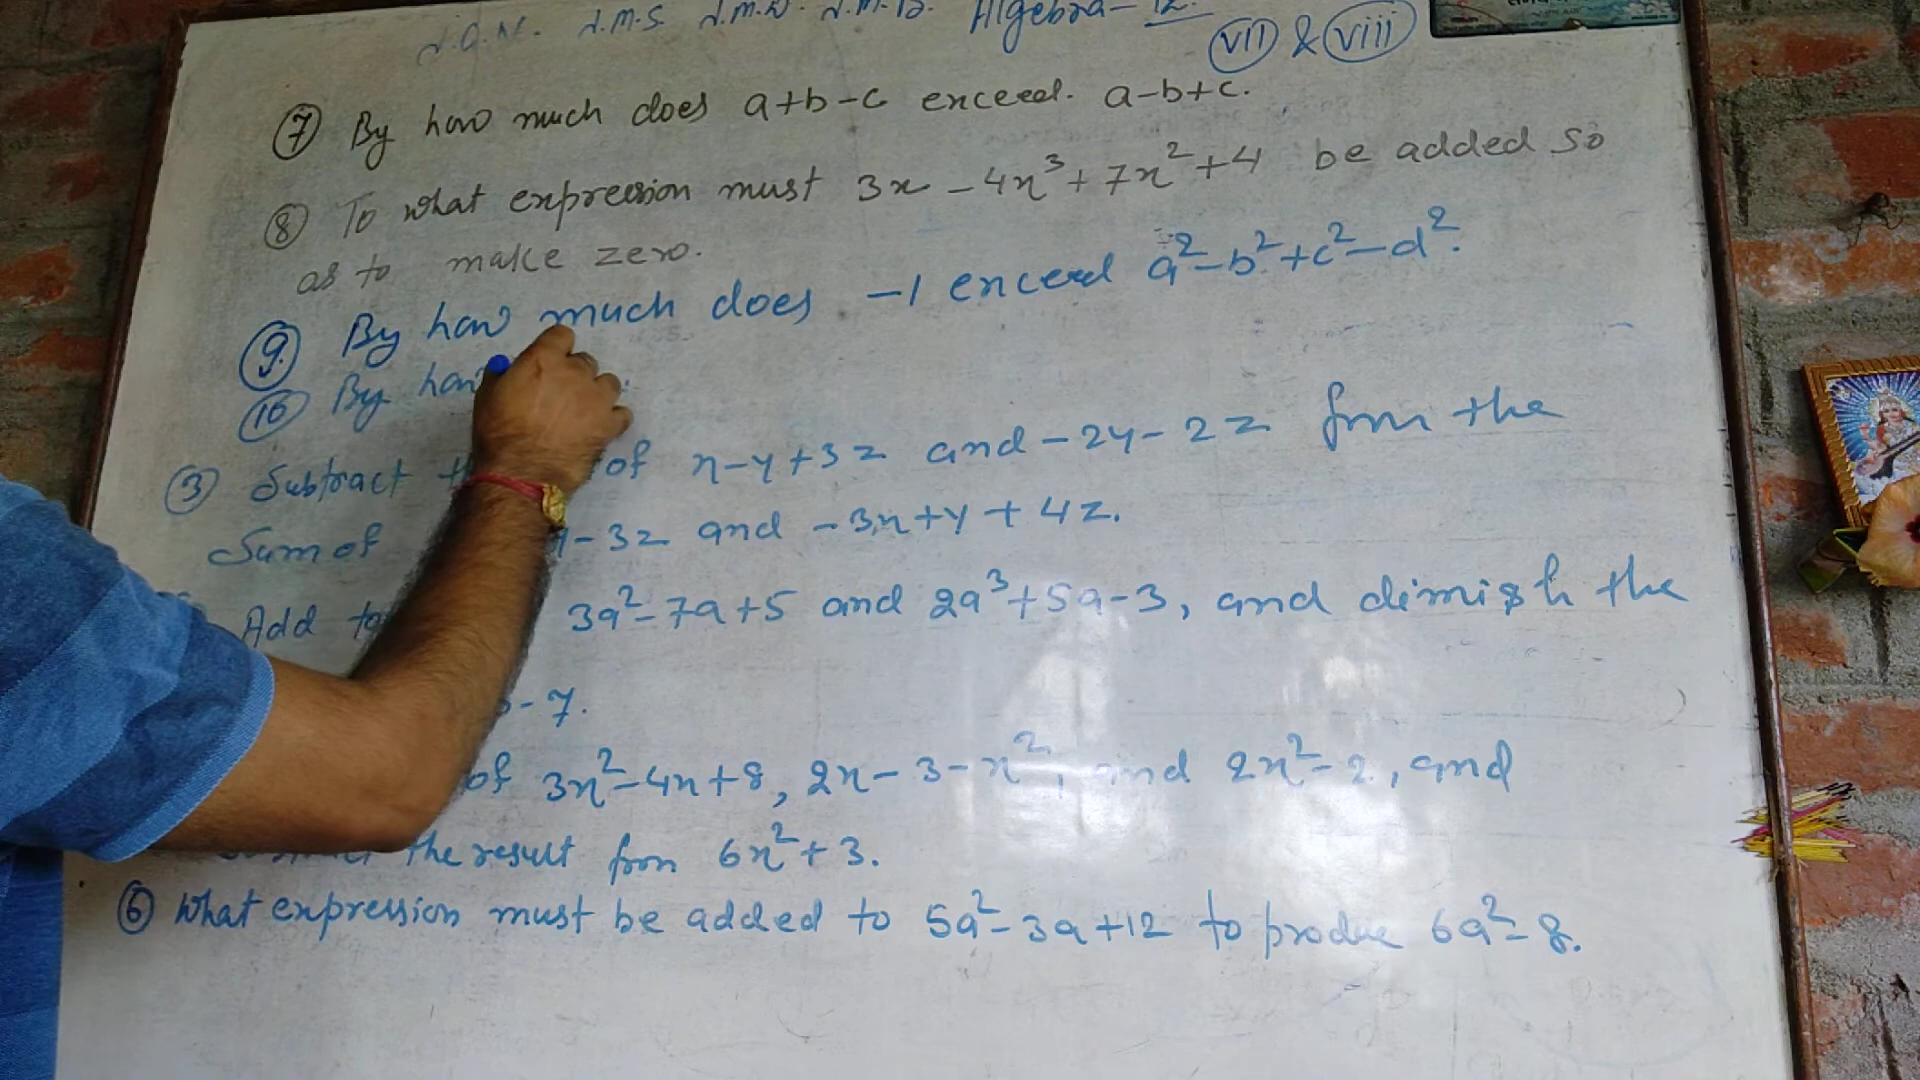 Algebra-12.
VII & viii
⑦ By how much does a+b-c exceed. a-b+c.
⑧ To what expression must 3x - 4x³ + 7x² + 4 be added so
as to make zero.
⑨ By how much does -1 exceed a²-b²+c²-d².
⑩ By how
③ Subtract of x-y+3z and -2y-2z from the
Sum of -3z and -3x+y+4z.
Add to 3a²-7a+5 and 2a³+5a-3, and dimish the
-7.
of 3x²-4x+8, 2x-3-x², and 2x²-2, and
the result from 6x²+3.
⑥ What expression must be added to 5a²-3a+12 to produce 6a²-8.